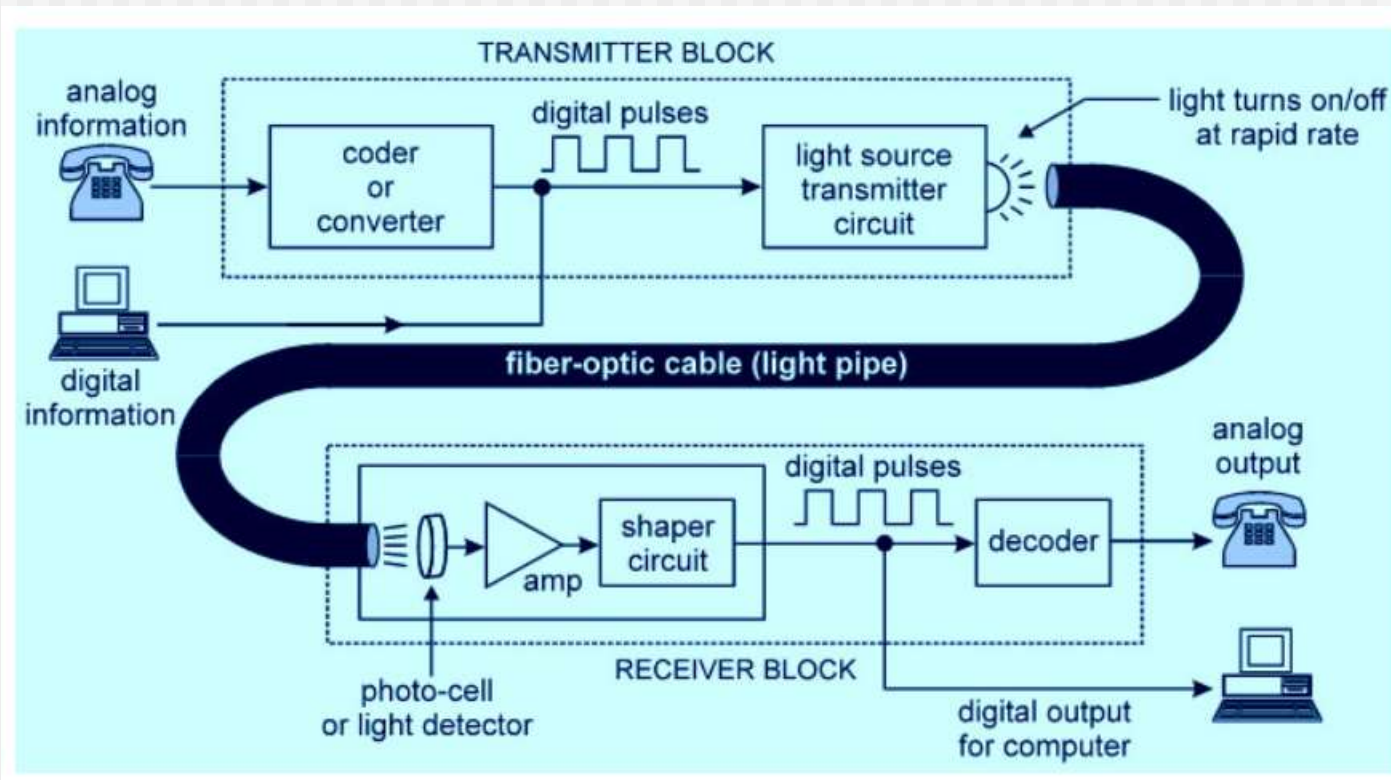 TRANSMITTER BLOCK
analog
information
coder
or
converter
digital pulses
light source
transmitter
circuit
light turns on/off
at rapid rate
digital
information
fiber-optic cable (light pipe)
photo-cell
or light detector
amp
shaper
circuit
digital pulses
decoder
analog
output
RECEIVER BLOCK
digital output
for computer